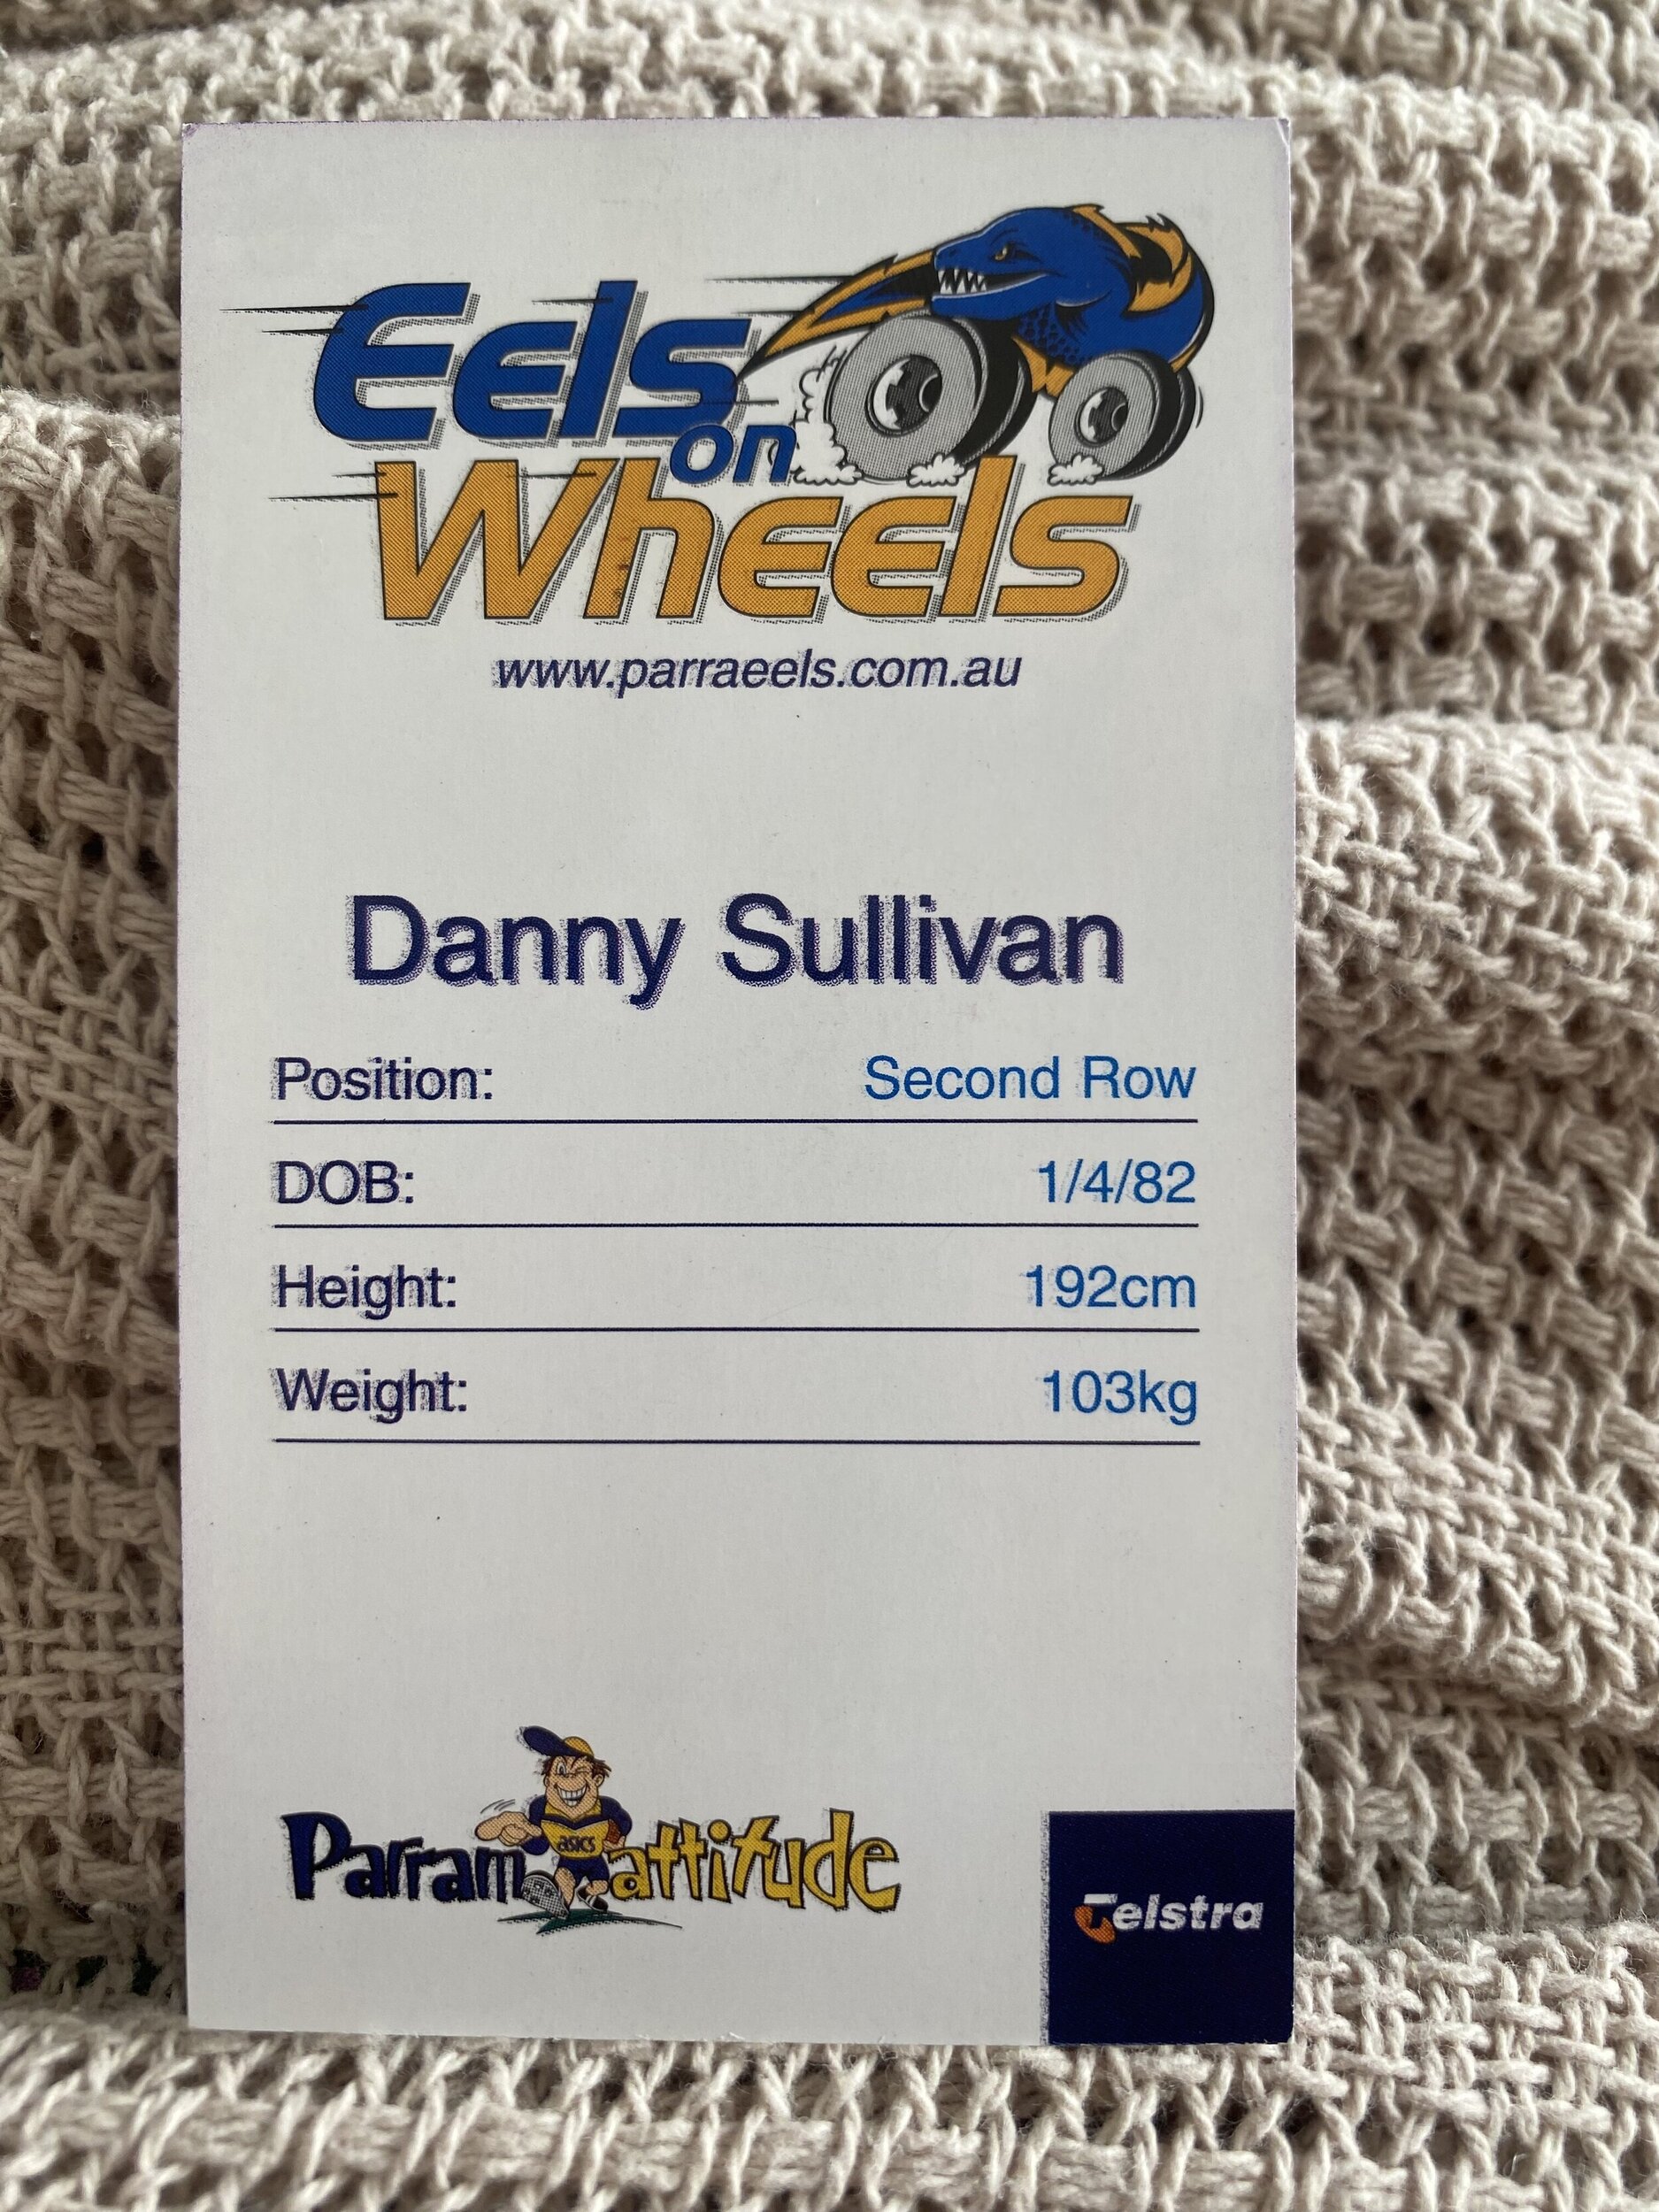 Eels
on
Wheels
www.parraeels.com.au
Danny Sullivan
Position: Second Row
DOB: 1/4/82
Height: 192cm
Weight: 103kg
Parramattitude
asics
Telstra